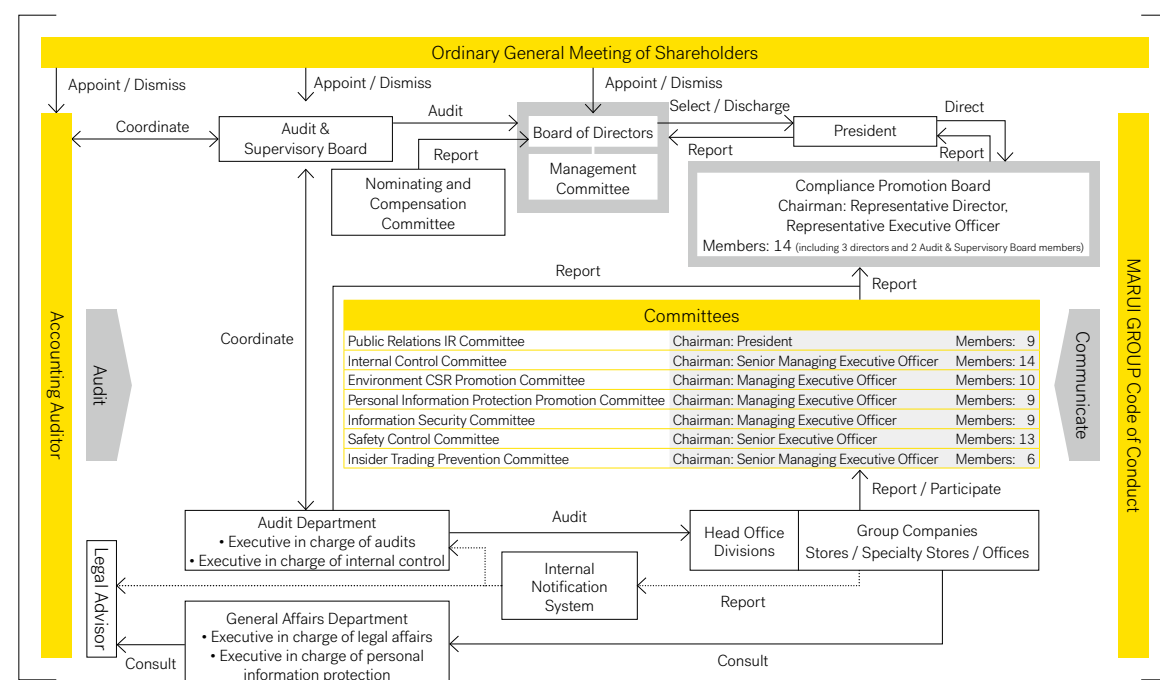 Ordinary General Meeting of Shareholders
Appoint / Dismiss
Appoint / Dismiss
Appoint / Dismiss
Select / Discharge
Direct
Coordinate
Audit &
Supervisory Board
Audit
Board of Directors
President
Report
Report
Report
Management
Committee
Nominating and
Compensation
Committee
Compliance Promotion Board
Chairman: Representative Director,
Representative Executive Officer
Members: 14 (including 3 directors and 2 Audit & Supervisory Board members)
Report
Report
Accounting Auditor
Audit
Coordinate
Committees
Public Relations IR Committee Chairman: President Members: 9
Internal Control Committee Chairman: Senior Managing Executive Officer Members: 14
Environment CSR Promotion Committee Chairman: Managing Executive Officer Members: 10
Personal Information Protection Promotion Committee Chairman: Managing Executive Officer Members: 9
Information Security Committee Chairman: Managing Executive Officer Members: 9
Safety Control Committee Chairman: Senior Executive Officer Members: 13
Insider Trading Prevention Committee Chairman: Senior Managing Executive Officer Members: 6
Communicate
MARUI GROUP Code of Conduct
Report / Participate
Audit Department
• Executive in charge of audits
• Executive in charge of internal control
Audit
Head Office
Divisions
Group Companies
Stores / Specialty Stores / Offices
Legal Advisor
Internal
Notification
System
Report
General Affairs Department
• Executive in charge of legal affairs
• Executive in charge of personal
information protection
Consult
Consult